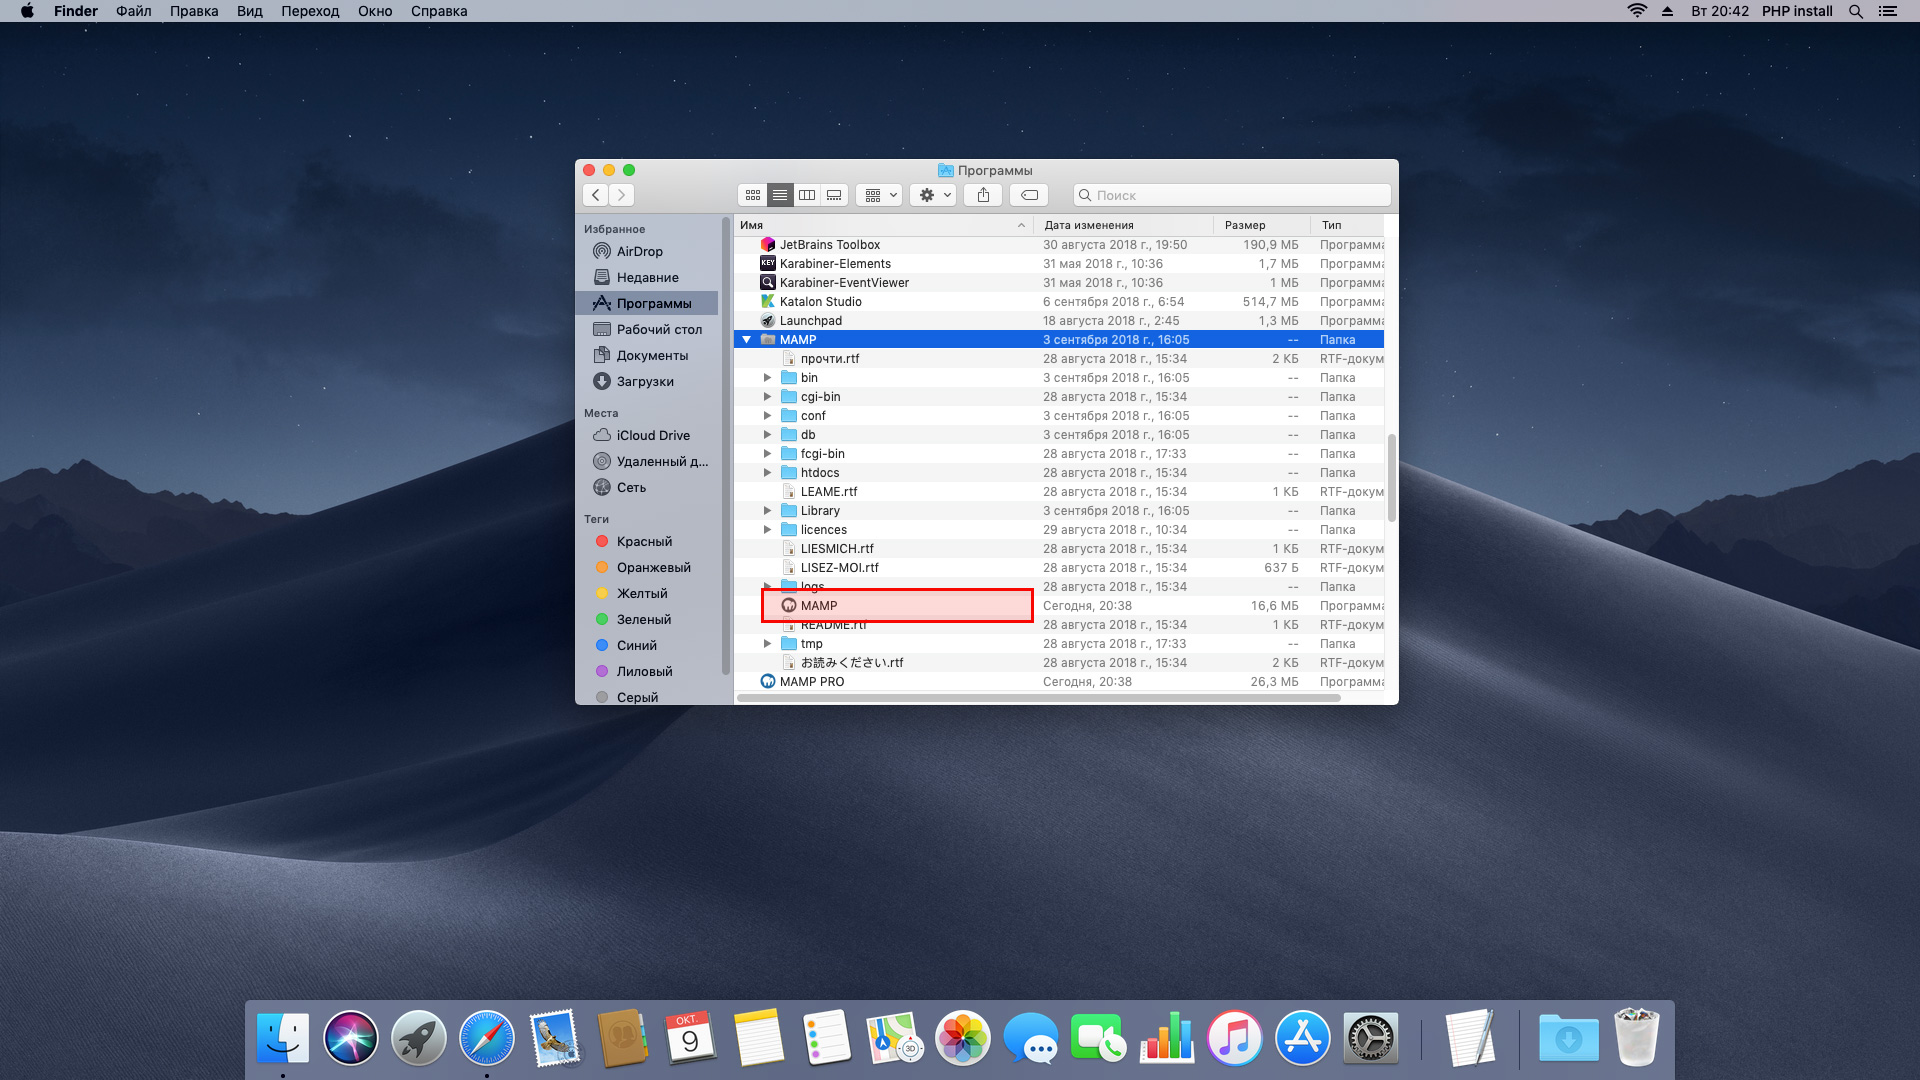 Finder Файл Правка Вид Переход Окно Справка Вт 20:42 PHP install
Программы
Поиск
Избранное
AirDrop
Недавние
Программы
Рабочий стол
Документы
Загрузки
Места
iCloud Drive
Удаленный д...
Сеть
Теги
Красный
Оранжевый
Желтый
Зеленый
Синий
Лиловый
Серый
Имя Дата изменения Размер Тип
JetBrains Toolbox 30 августа 2018 г., 19:50 190,9 МБ Программа
KEY Karabiner-Elements 31 мая 2018 г., 10:36 1,7 МБ Программа
Karabiner-EventViewer 31 мая 2018 г., 10:36 1 МБ Программа
Katalon Studio 6 сентября 2018 г., 6:54 514,7 МБ Программа
Launchpad 18 августа 2018 г., 2:45 1,3 МБ Программа
MAMP 3 сентября 2018 г., 16:05 -- Папка
прочти.rtf 28 августа 2018 г., 15:34 2 КБ RTF-докум
bin 3 сентября 2018 г., 16:05 -- Папка
cgi-bin 28 августа 2018 г., 15:34 -- Папка
conf 3 сентября 2018 г., 16:05 -- Папка
db 3 сентября 2018 г., 16:05 -- Папка
fcgi-bin 28 августа 2018 г., 17:33 -- Папка
htdocs 28 августа 2018 г., 15:34 -- Папка
LEAME.rtf 28 августа 2018 г., 15:34 1 КБ RTF-докум
Library 3 сентября 2018 г., 16:05 -- Папка
licences 29 августа 2018 г., 10:34 -- Папка
LIESMICH.rtf 28 августа 2018 г., 15:34 1 КБ RTF-докум
LISEZ-MOI.rtf 28 августа 2018 г., 15:34 637 Б RTF-докум
logs 28 августа 2018 г., 15:34 -- Папка
MAMP Сегодня, 20:38 16,6 МБ Программа
README.rtf 28 августа 2018 г., 15:34 1 КБ RTF-докум
tmp 28 августа 2018 г., 17:33 -- Папка
お読みください.rtf 28 августа 2018 г., 15:34 2 КБ RTF-докум
MAMP PRO Сегодня, 20:38 26,3 МБ Программа
ОКТ.
9
3D